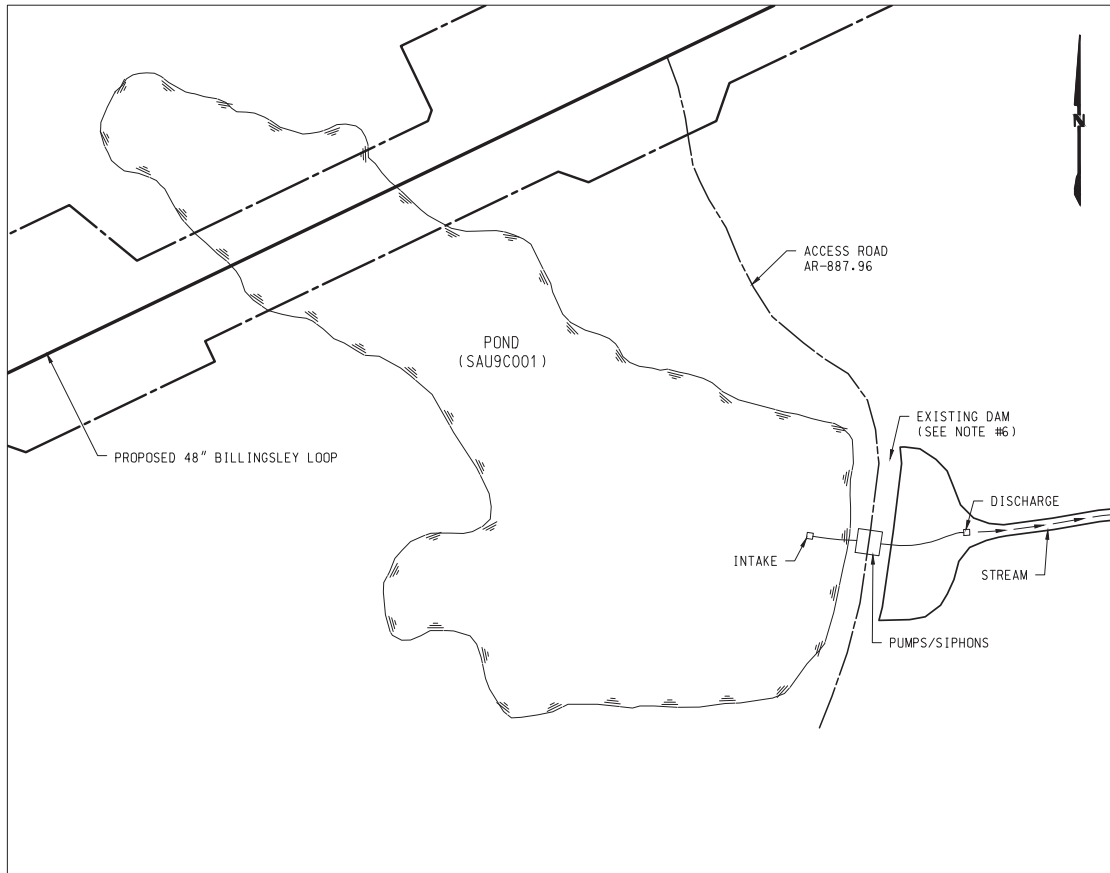 N
ACCESS ROAD
AR-887.96
POND
(SAU9C001)
EXISTING DAM
(SEE NOTE #6)
PROPOSED 48" BILLINGSLEY LOOP
DISCHARGE
INTAKE
STREAM
PUMPS/SIPHONS